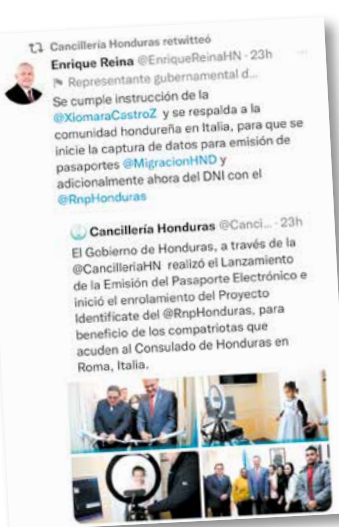 Cancillería Honduras retwitteó
Enrique Reina @EnriqueReinaHN · 23h
Representante gubernamental d...
Se cumple instrucción de la
@XiomaraCastroZ y se respalda a la
comunidad hondureña en Italia, para que se
inicie la captura de datos para emisión de
pasaportes @MigracionHND y
adicionalmente ahora del DNI con el
@RnpHonduras
Cancillería Honduras @Canci... · 23h
El Gobierno de Honduras, a través de la
@CancilleriaHN realizó el Lanzamiento
de la Emisión del Pasaporte Electrónico e
inició el enrolamiento del Proyecto
Identifícate del @RnpHonduras, para
beneficio de los compatriotas que
acuden al Consulado de Honduras en
Roma, Italia.